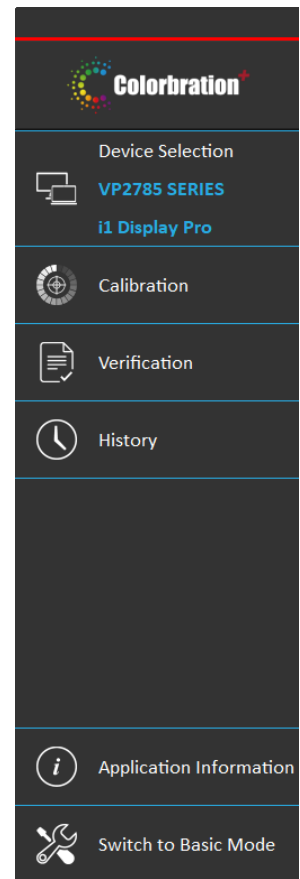 Colorbration+
Device Selection
VP2785 SERIES
i1 Display Pro
Calibration
Verification
History
Application Information
Switch to Basic Mode